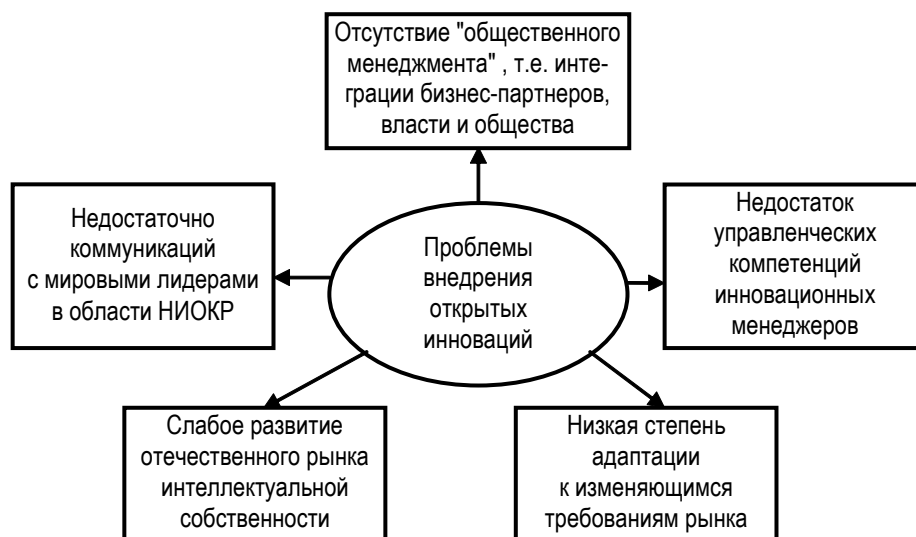 Отсутствие "общественного
менеджмента" , т.е. инте-
грации бизнес-партнеров,
власти и общества
Недостаточно
коммуникаций
с мировыми лидерами
в области НИОКР
Проблемы
внедрения
открытых
инноваций
Недостаток
управленческих
компетенций
инновационных
менеджеров
Слабое развитие
отечественного рынка
интеллектуальной
собственности
Низкая степень
адаптации
к изменяющимся
требованиям рынка